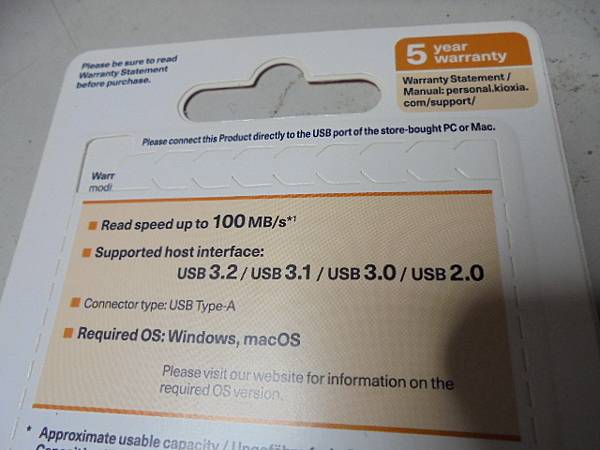 Please be sure to read
Warranty Statement
before purchase.
5 year
warranty
Warranty Statement /
Manual: personal.kioxia.
com/support/
Please connect this Product directly to the USB port of the store-bought PC or Mac.
Warr
modi
Read speed up to 100 MB/s*1
Supported host interface:
USB 3.2 / USB 3.1 / USB 3.0 / USB 2.0
Connector type: USB Type-A
Required OS: Windows, macOS
Please visit our website for information on the
required OS version.
* Approximate usable capacity /